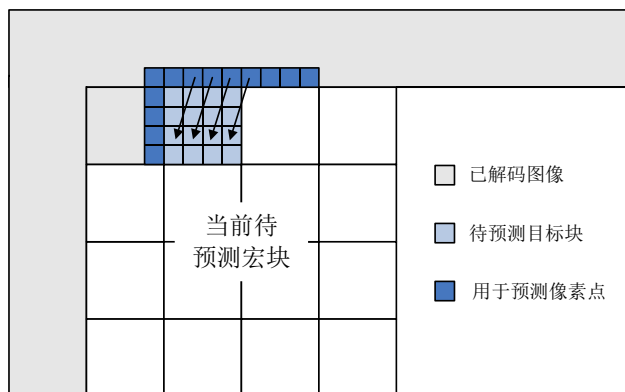 当前待
预测宏块
已解码图像
待预测目标块
用于预测像素点